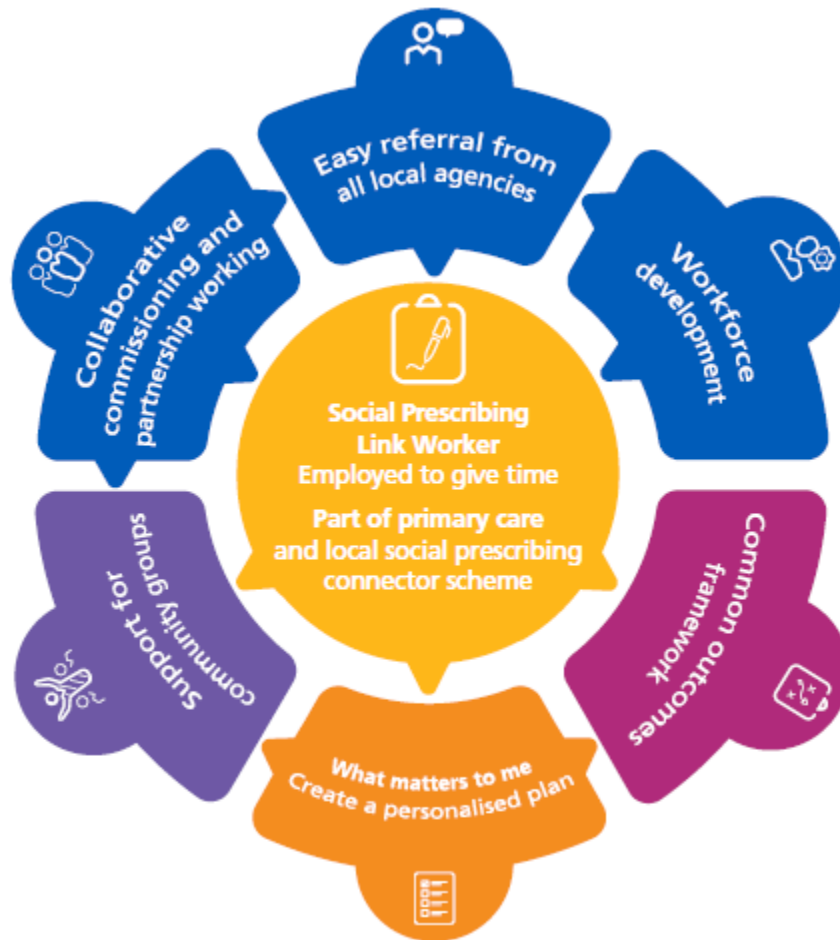 Easy referral from
all local agencies
Workforce
development
Common outcomes
framework
What matters to me
Create a personalised plan
Support for
community groups
Collaborative
commissioning and
partnership working
Social Prescribing
Link Worker
Employed to give time
Part of primary care
and local social prescribing
connector scheme